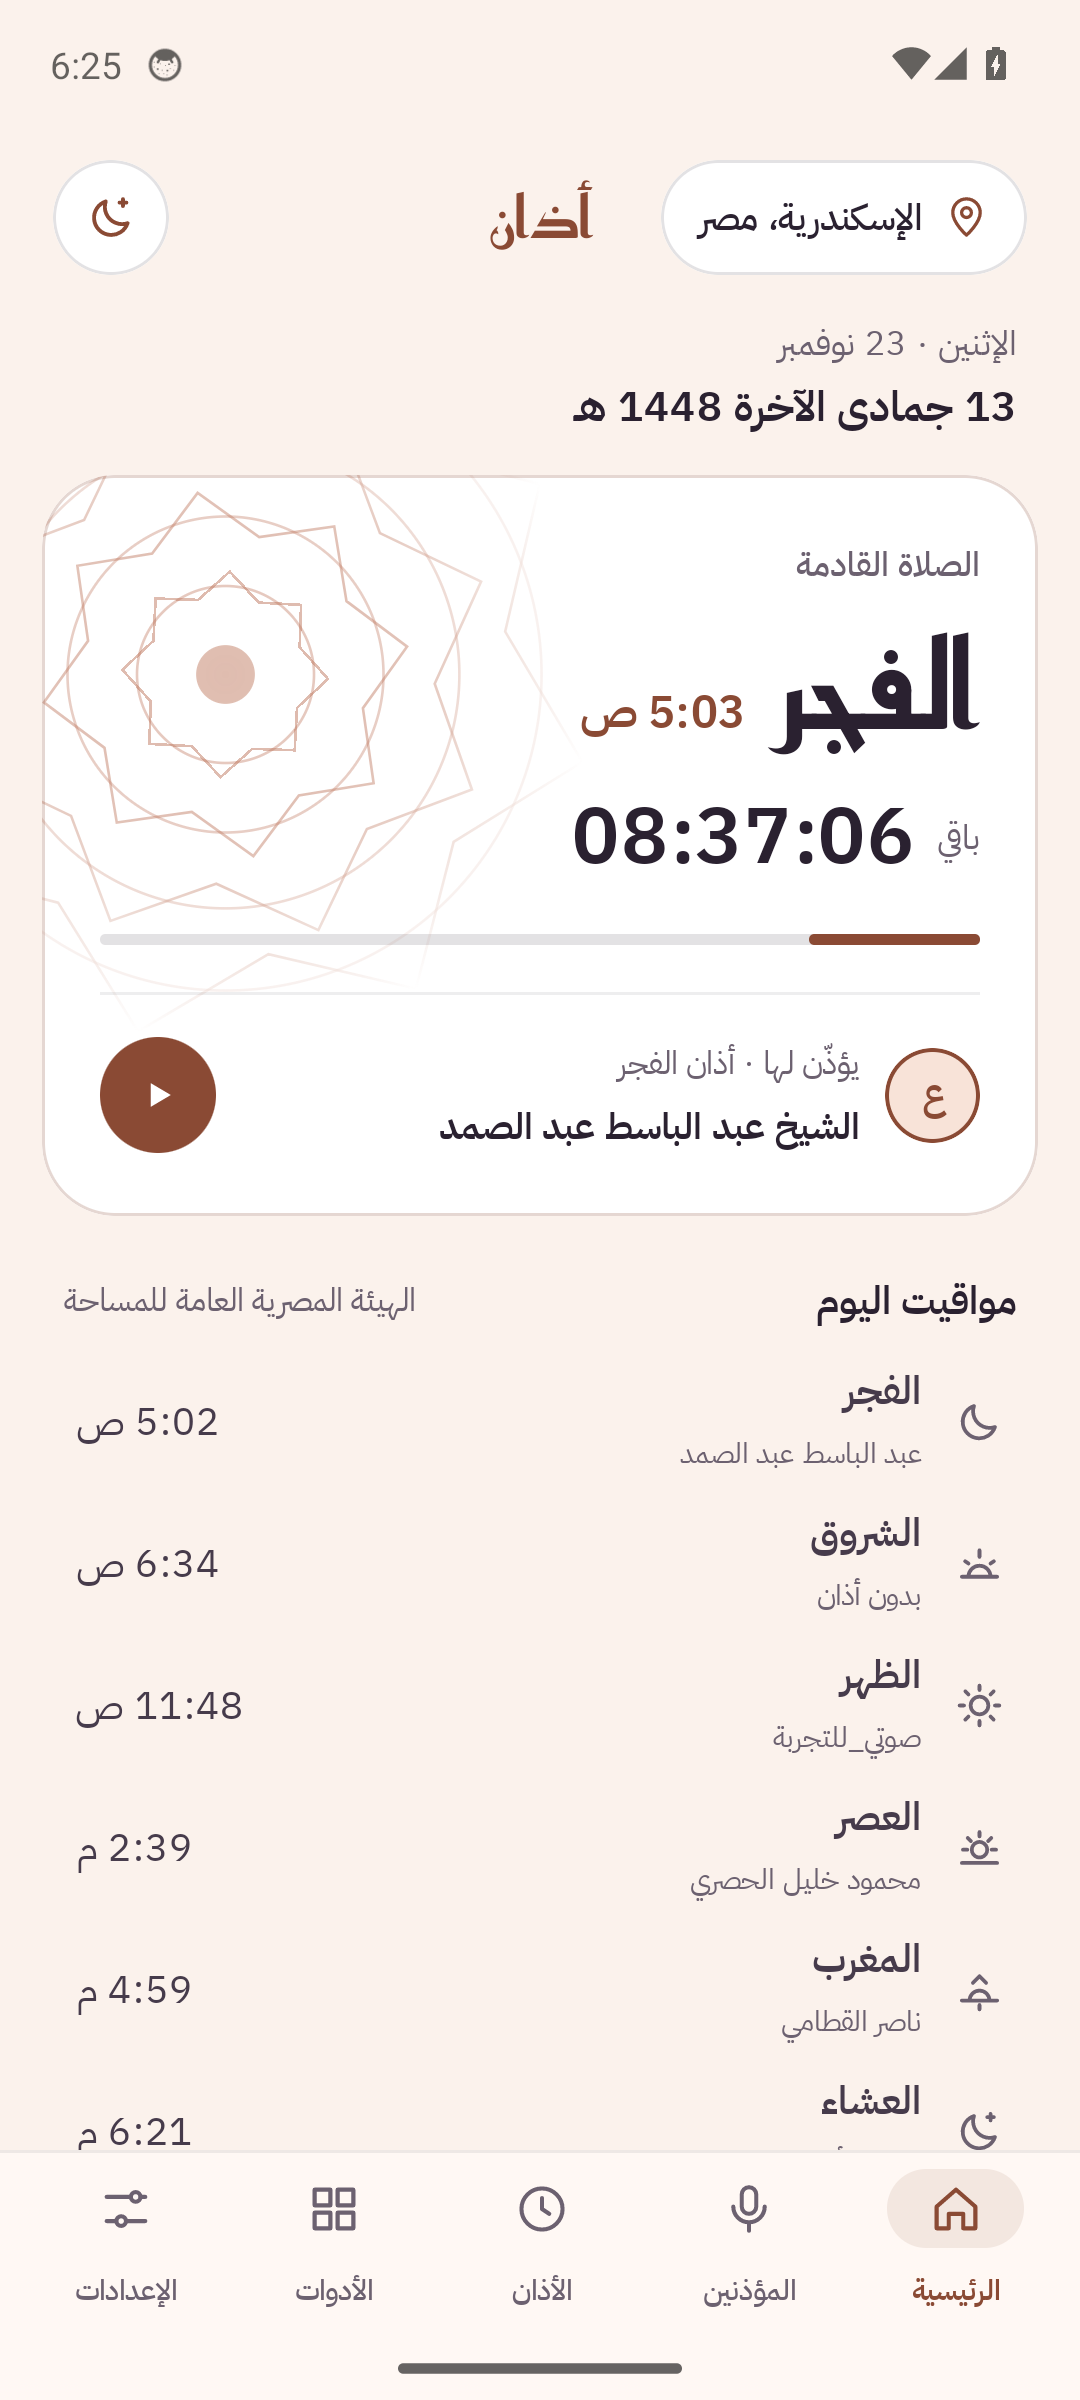 6:25
الإسكندرية، مصر
أذان
الإثنين · 23 نوفمبر
13 جمادى الآخرة 1448 هـ
الصلاة القادمة
الفجر 5:03 ص
باقي 08:37:06
ع
يؤذّن لها · أذان الفجر
الشيخ عبد الباسط عبد الصمد
مواقيت اليوم
الهيئة المصرية العامة للمساحة
الفجر
عبد الباسط عبد الصمد
5:02 ص
الشروق
بدون أذان
6:34 ص
الظهر
صوتي_للتجربة
11:48 ص
العصر
محمود خليل الحصري
2:39 م
المغرب
ناصر القطامي
4:59 م
العشاء
6:21 م
الرئيسية
المؤذنين
الأذان
الأدوات
الإعدادات